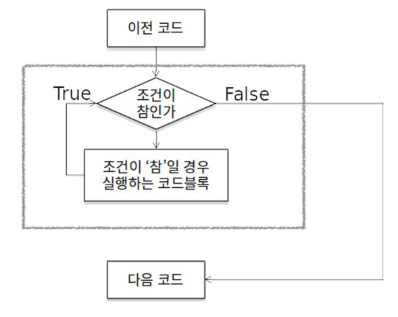 이전 코드
True
조건이
참인가
False
조건이 ‘참’일 경우
실행하는 코드블록
다음 코드